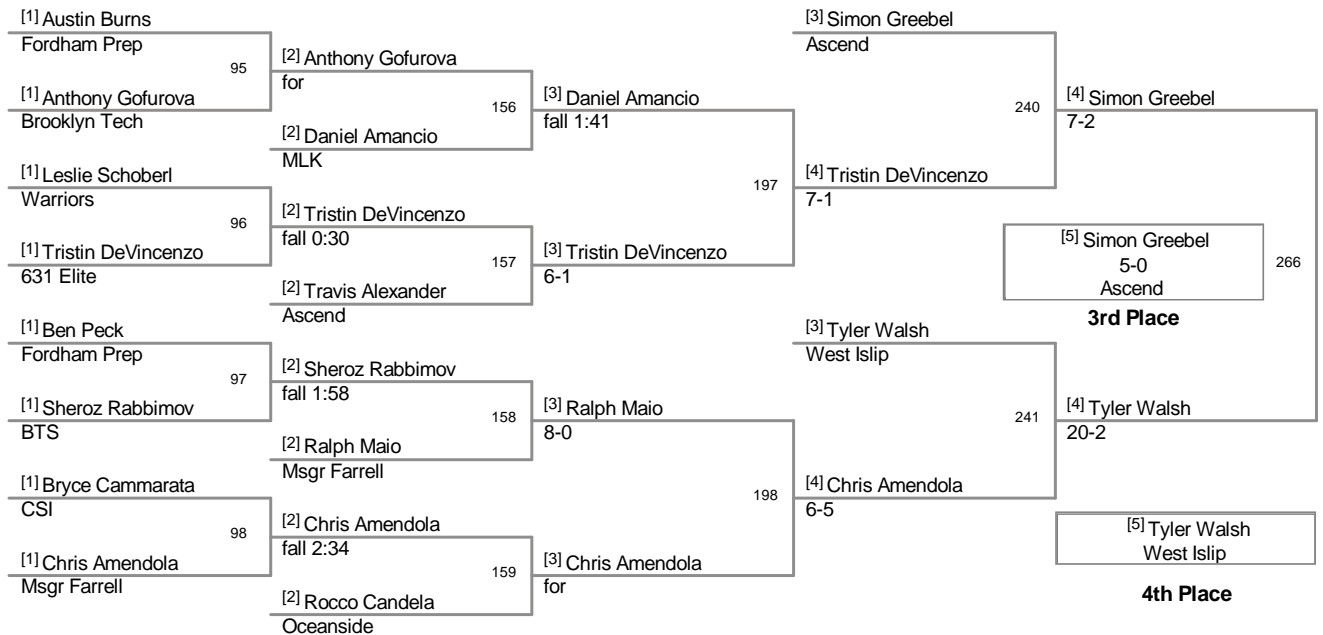 [1] Austin Burns
Fordham Prep
95
[1] Anthony Gofurova
Brooklyn Tech
[1] Leslie Schoberl
Warriors
96
[1] Tristin DeVincenzo
631 Elite
[1] Ben Peck
Fordham Prep
97
[1] Sheroz Rabbimov
BTS
[1] Bryce Cammarata
CSI
98
[1] Chris Amendola
Msgr Farrell
[2] Anthony Gofurova
for
156
[2] Daniel Amancio
MLK
[2] Tristin DeVincenzo
fall 0:30
157
[2] Travis Alexander
Ascend
[2] Sheroz Rabbimov
fall 1:58
158
[2] Ralph Maio
Msgr Farrell
[2] Chris Amendola
fall 2:34
159
[2] Rocco Candela
Oceanside
[3] Daniel Amancio
fall 1:41
197
[3] Tristin DeVincenzo
6-1
[3] Ralph Maio
8-0
198
[3] Chris Amendola
for
[3] Simon Greebel
Ascend
240
[4] Tristin DeVincenzo
7-1
[3] Tyler Walsh
West Islip
241
[4] Chris Amendola
6-5
[4] Simon Greebel
7-2
266
[4] Tyler Walsh
20-2
[5] Simon Greebel
5-0
Ascend
3rd Place
[5] Tyler Walsh
West Islip
4th Place